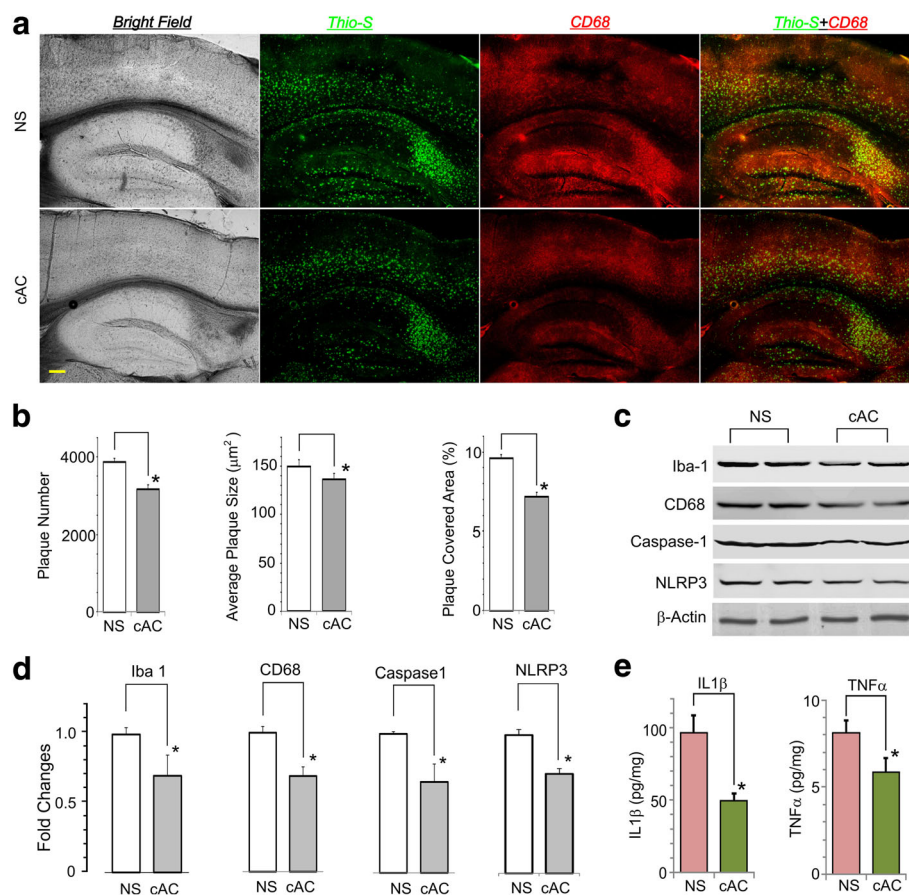 a
Bright Field
Thio-S
CD68
Thio-S+CD68
NS
cAC
b
Plaque Number
4000
2000
0
NS cAC
*
Average Plaque Size (μm²)
150
100
50
0
NS cAC
*
Plaque Covered Area (%)
10
5
0
NS cAC
*
c
NS cAC
Iba-1
CD68
Caspase-1
NLRP3
β-Actin
d
Fold Changes
1.0
0.5
0
Iba 1
*
NS cAC
CD68
*
NS cAC
Caspase1
*
NS cAC
NLRP3
*
NS cAC
e
IL1β
IL1β (pg/mg)
100
50
0
*
NS cAC
TNFα
TNFα (pg/mg)
10
5
0
*
NS cAC